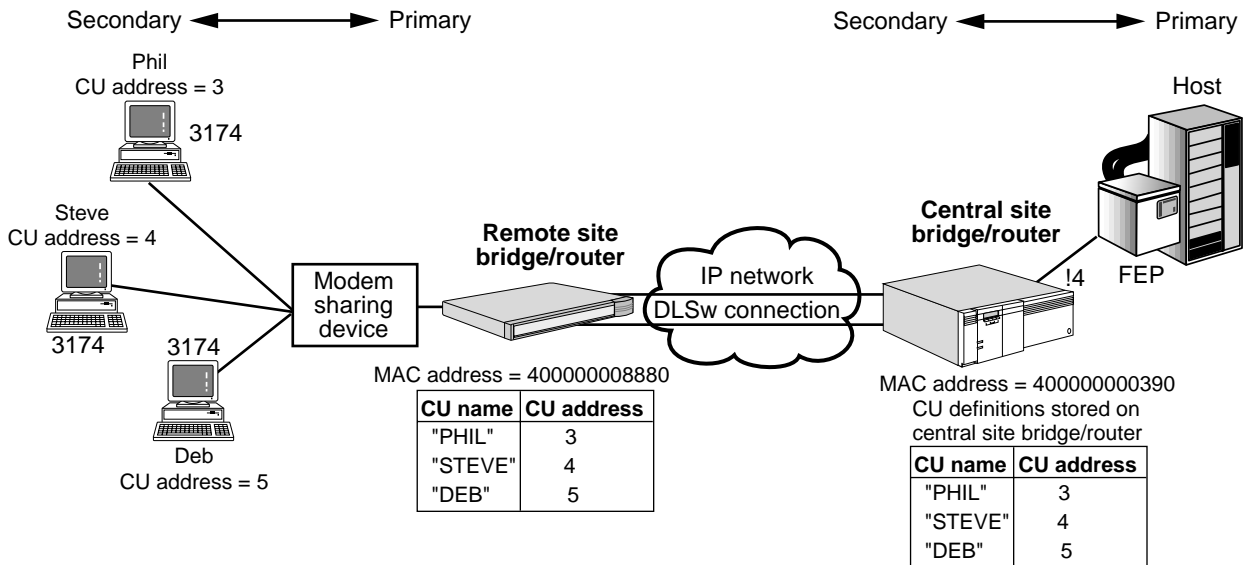 Secondary Primary
Secondary Primary
Phil
CU address = 3
3174
Steve
CU address = 4
3174
3174
Deb
CU address = 5
Modem
sharing
device
Remote site
bridge/router
IP network
DLSw connection
Central site
bridge/router
Host
!4
FEP
MAC address = 400000008880
CU name CU address
"PHIL" 3
"STEVE" 4
"DEB" 5
MAC address = 400000000390
CU definitions stored on
central site bridge/router
CU name CU address
"PHIL" 3
"STEVE" 4
"DEB" 5